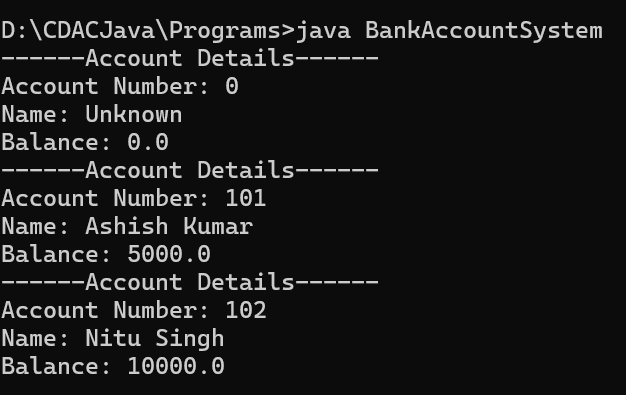 D:\CDACJava\Programs>java BankAccountSystem
------Account Details------
Account Number: 0
Name: Unknown
Balance: 0.0
------Account Details------
Account Number: 101
Name: Ashish Kumar
Balance: 5000.0
------Account Details------
Account Number: 102
Name: Nitu Singh
Balance: 10000.0